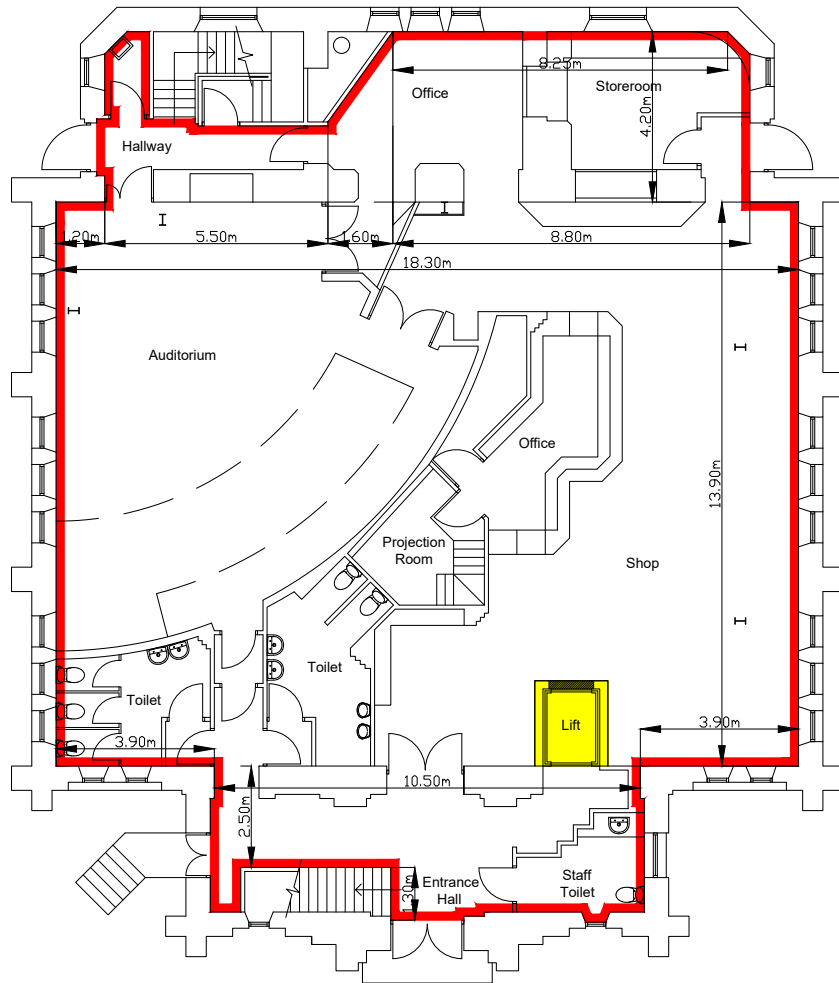 8.25m
Office
Storeroom
4.20m
Hallway
1.20m
5.50m
1.60m
8.80m
18.30m
Auditorium
Office
13.90m
Projection
Room
Shop
Toilet
Toilet
Lift
3.90m
3.90m
10.50m
2.50m
Entrance
Hall
1.30m
Staff
Toilet